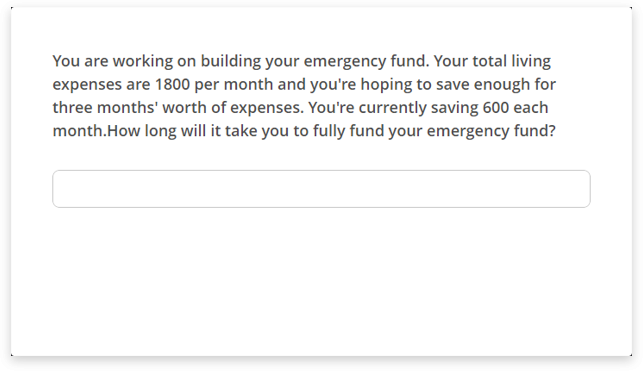 You are working on building your emergency fund. Your total living
expenses are 1800 per month and you're hoping to save enough for
three months' worth of expenses. You're currently saving 600 each
month.How long will it take you to fully fund your emergency fund?